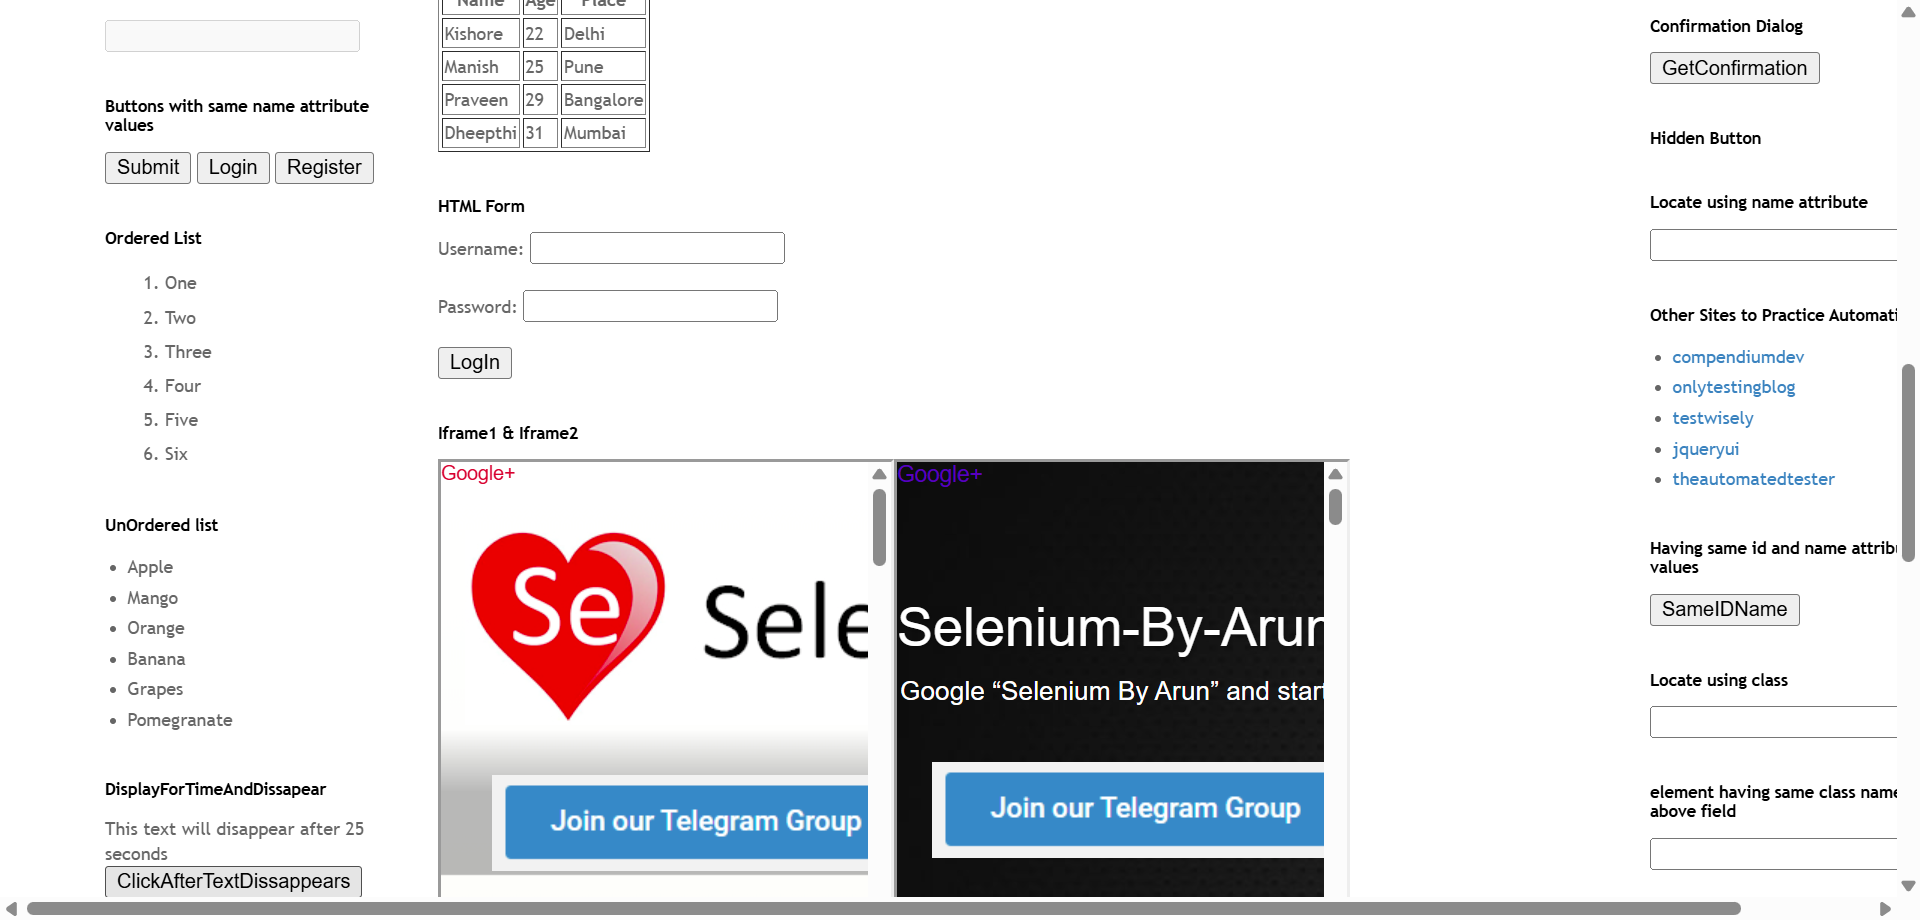 Buttons with same name attribute
values
Submit Login Register
Ordered List
1. One
2. Two
3. Three
4. Four
5. Five
6. Six
UnOrdered list
Apple
Mango
Orange
Banana
Grapes
Pomegranate
DisplayForTimeAndDissapear
This text will disappear after 25
seconds
ClickAfterTextDissappears
Name Age Place
Kishore 22 Delhi
Manish 25 Pune
Praveen 29 Bangalore
Dheepthi 31 Mumbai
HTML Form
Username:
Password:
LogIn
Iframe1 & Iframe2
Google+
Se Sele
Join our Telegram Group
Google+
Selenium-By-Arun
Google “Selenium By Arun” and start
Join our Telegram Group
Confirmation Dialog
GetConfirmation
Hidden Button
Locate using name attribute
Other Sites to Practice Automati
compendiumdev
onlytestingblog
testwisely
jqueryui
theautomatedtester
Having same id and name attrib
values
SameIDName
Locate using class
element having same class name
above field